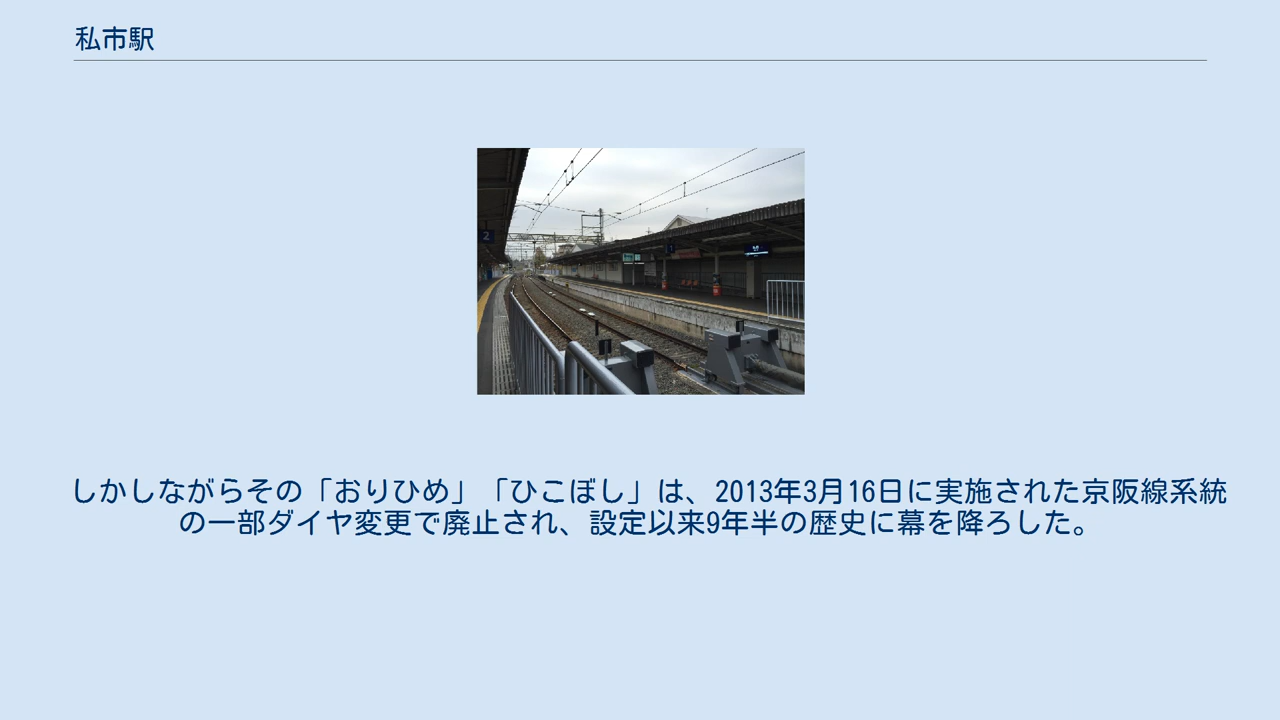 私市駅
2
1
しかしながらその「おりひめ」「ひこぼし」は、2013年3月16日に実施された京阪線系統
の一部ダイヤ変更で廃止され、設定以来9年半の歴史に幕を降ろした。